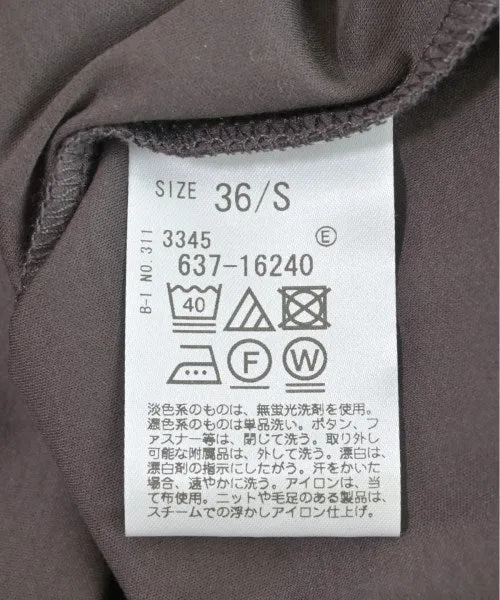 SIZE 36/S
B-I NO.311
3345 E
637-16240
40
F W
淡色系のものは、無蛍光洗剤を使用。
濃色系のものは単品洗い。ボタン、フ
ァスナー等は、閉じて洗う。取り外し
可能な附属品は、外して洗う。漂白は、
漂白剤の指示にしたがう。汗をかいた
場合、速やかに洗う。アイロンは、当
て布使用。ニットや毛足のある製品は、
スチームでの浮かしアイロン仕上げ。